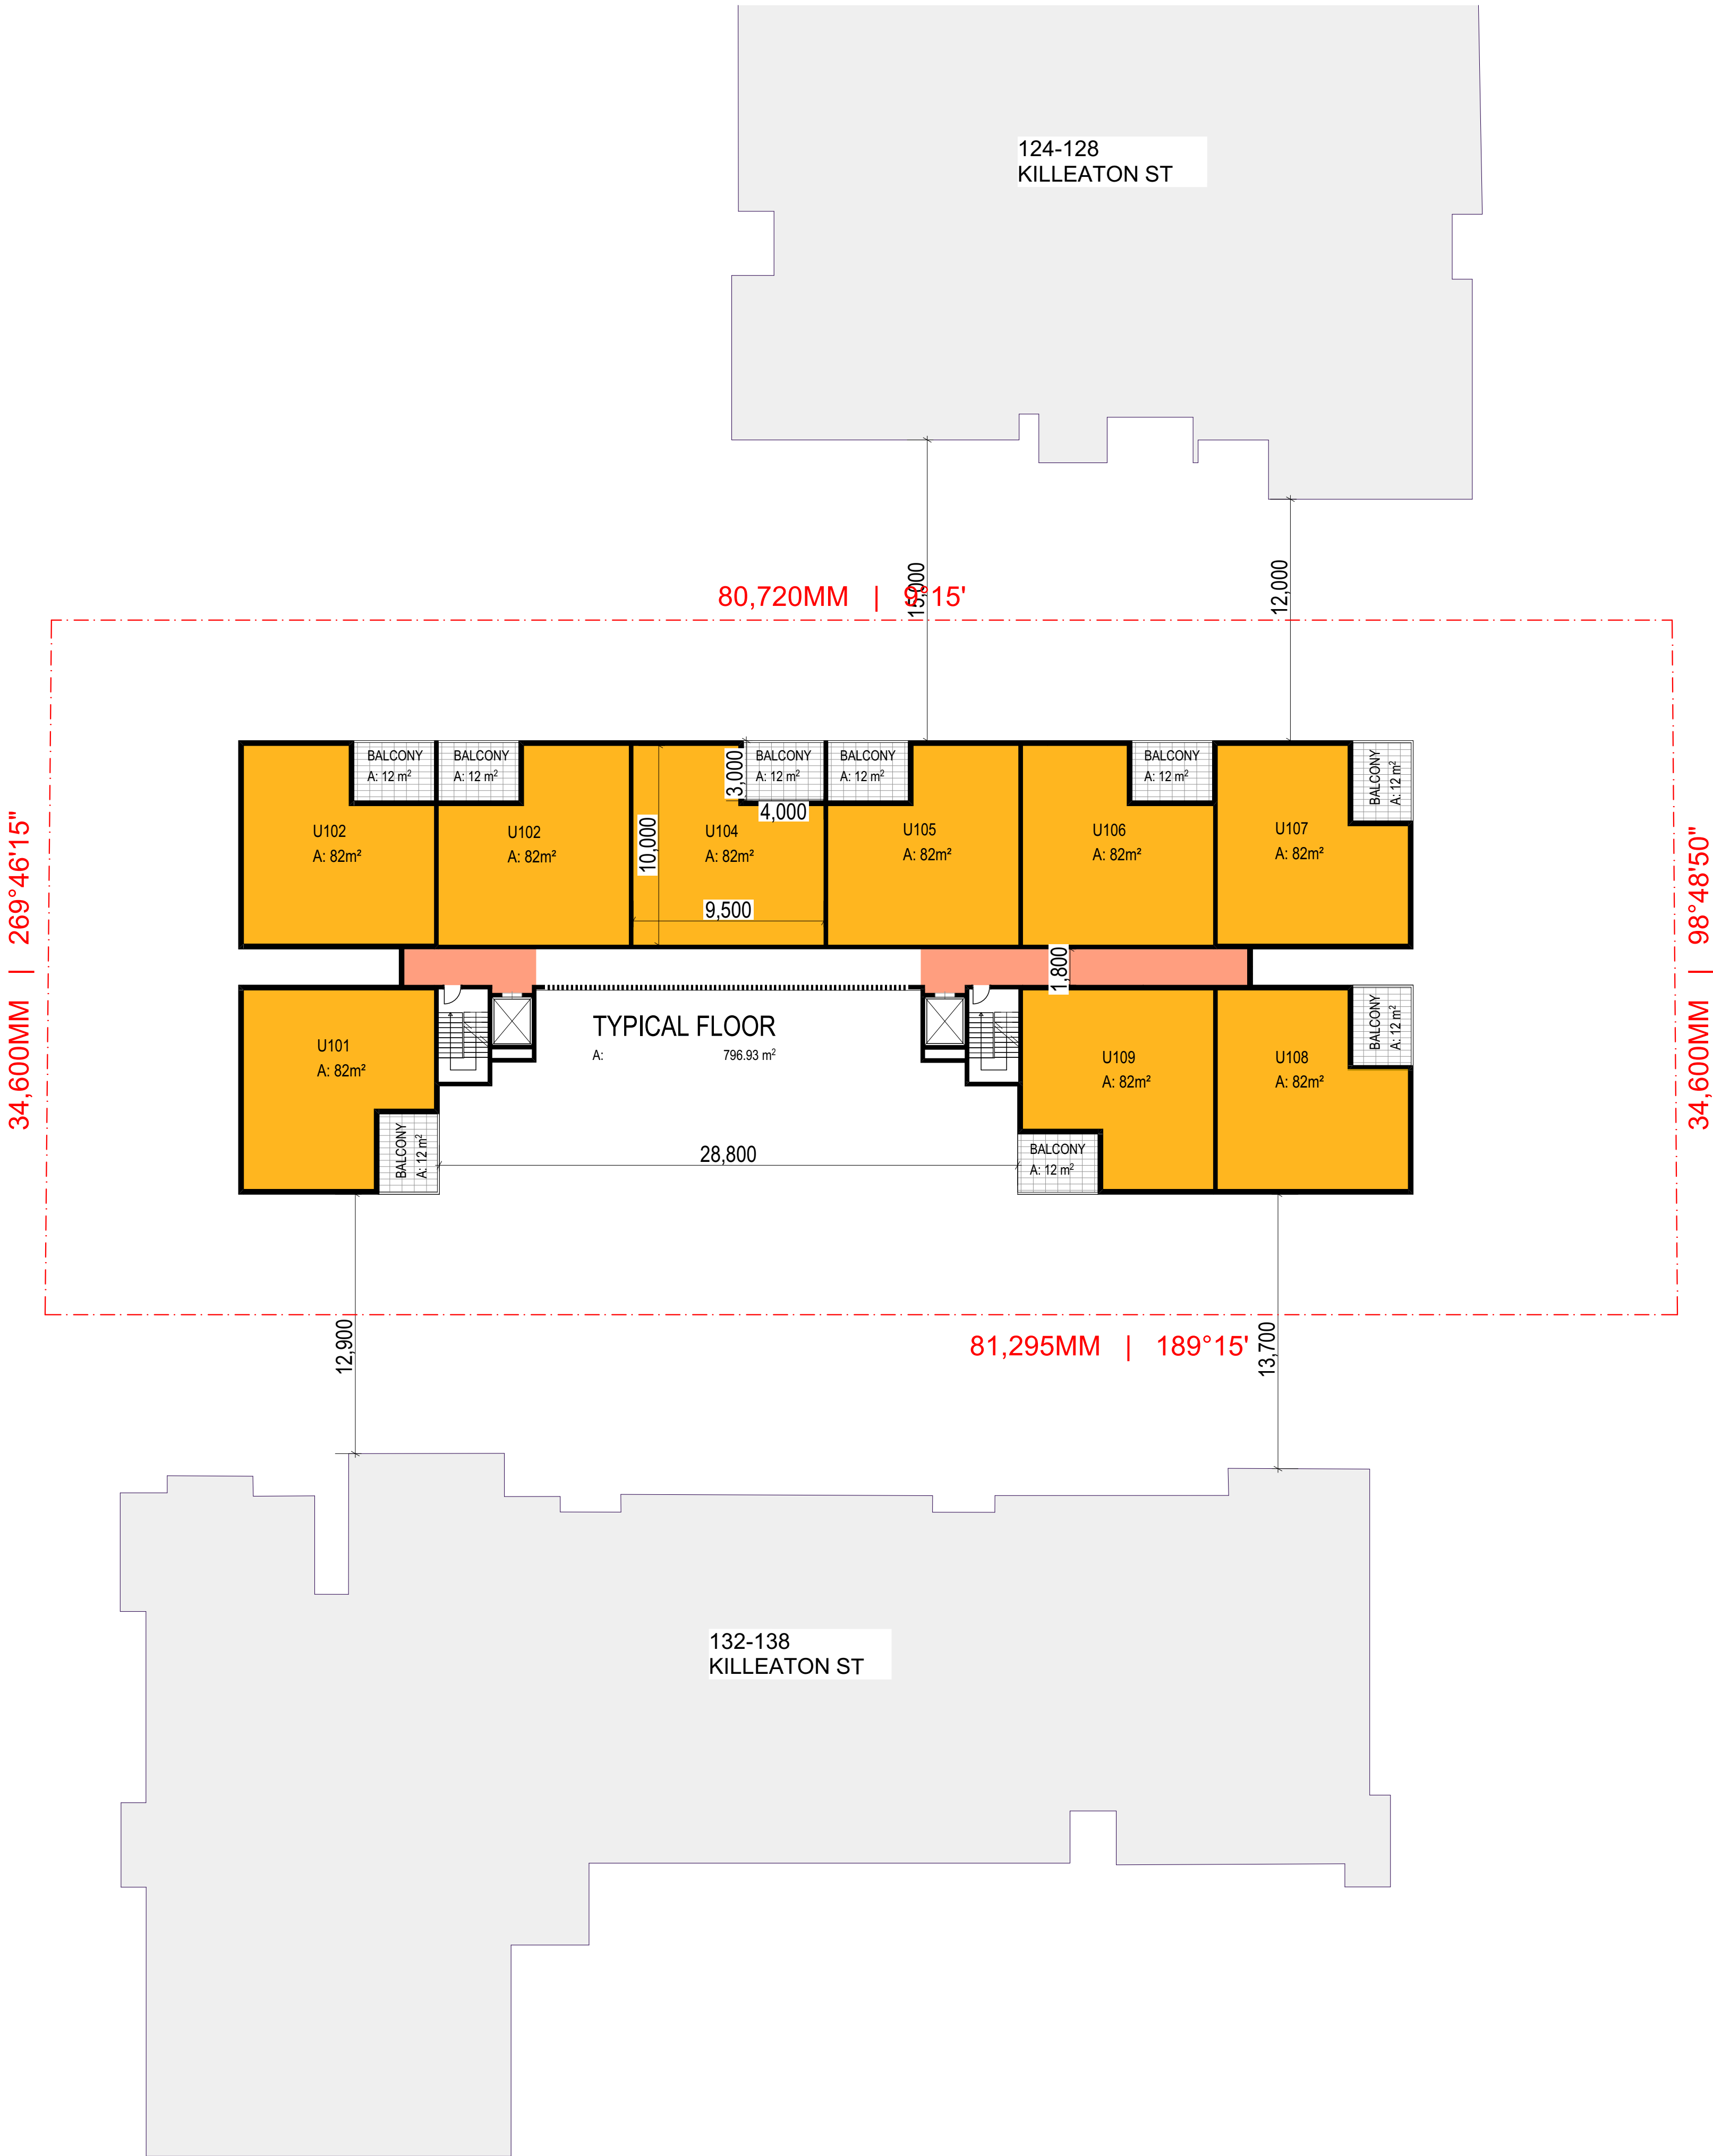 124-128
KILLEATON ST
15,000
12,000
80,720MM | 9°15'
BALCONY
A: 12 m²
BALCONY
A: 12 m²
3,000
BALCONY
A: 12 m²
BALCONY
A: 12 m²
BALCONY
A: 12 m²
BALCONY
A: 12 m²
4,000
U102
A: 82m²
U102
A: 82m²
10,000
U104
A: 82m²
U105
A: 82m²
U106
A: 82m²
U107
A: 82m²
9,500
34,600MM | 269°46'15"
34,600MM | 98°48'50"
1,800
TYPICAL FLOOR
A: 796.93 m²
U101
A: 82m²
U109
A: 82m²
U108
A: 82m²
BALCONY
A: 12 m²
BALCONY
A: 12 m²
28,800
BALCONY
A: 12 m²
12,900
81,295MM | 189°15'
13,700
132-138
KILLEATON ST